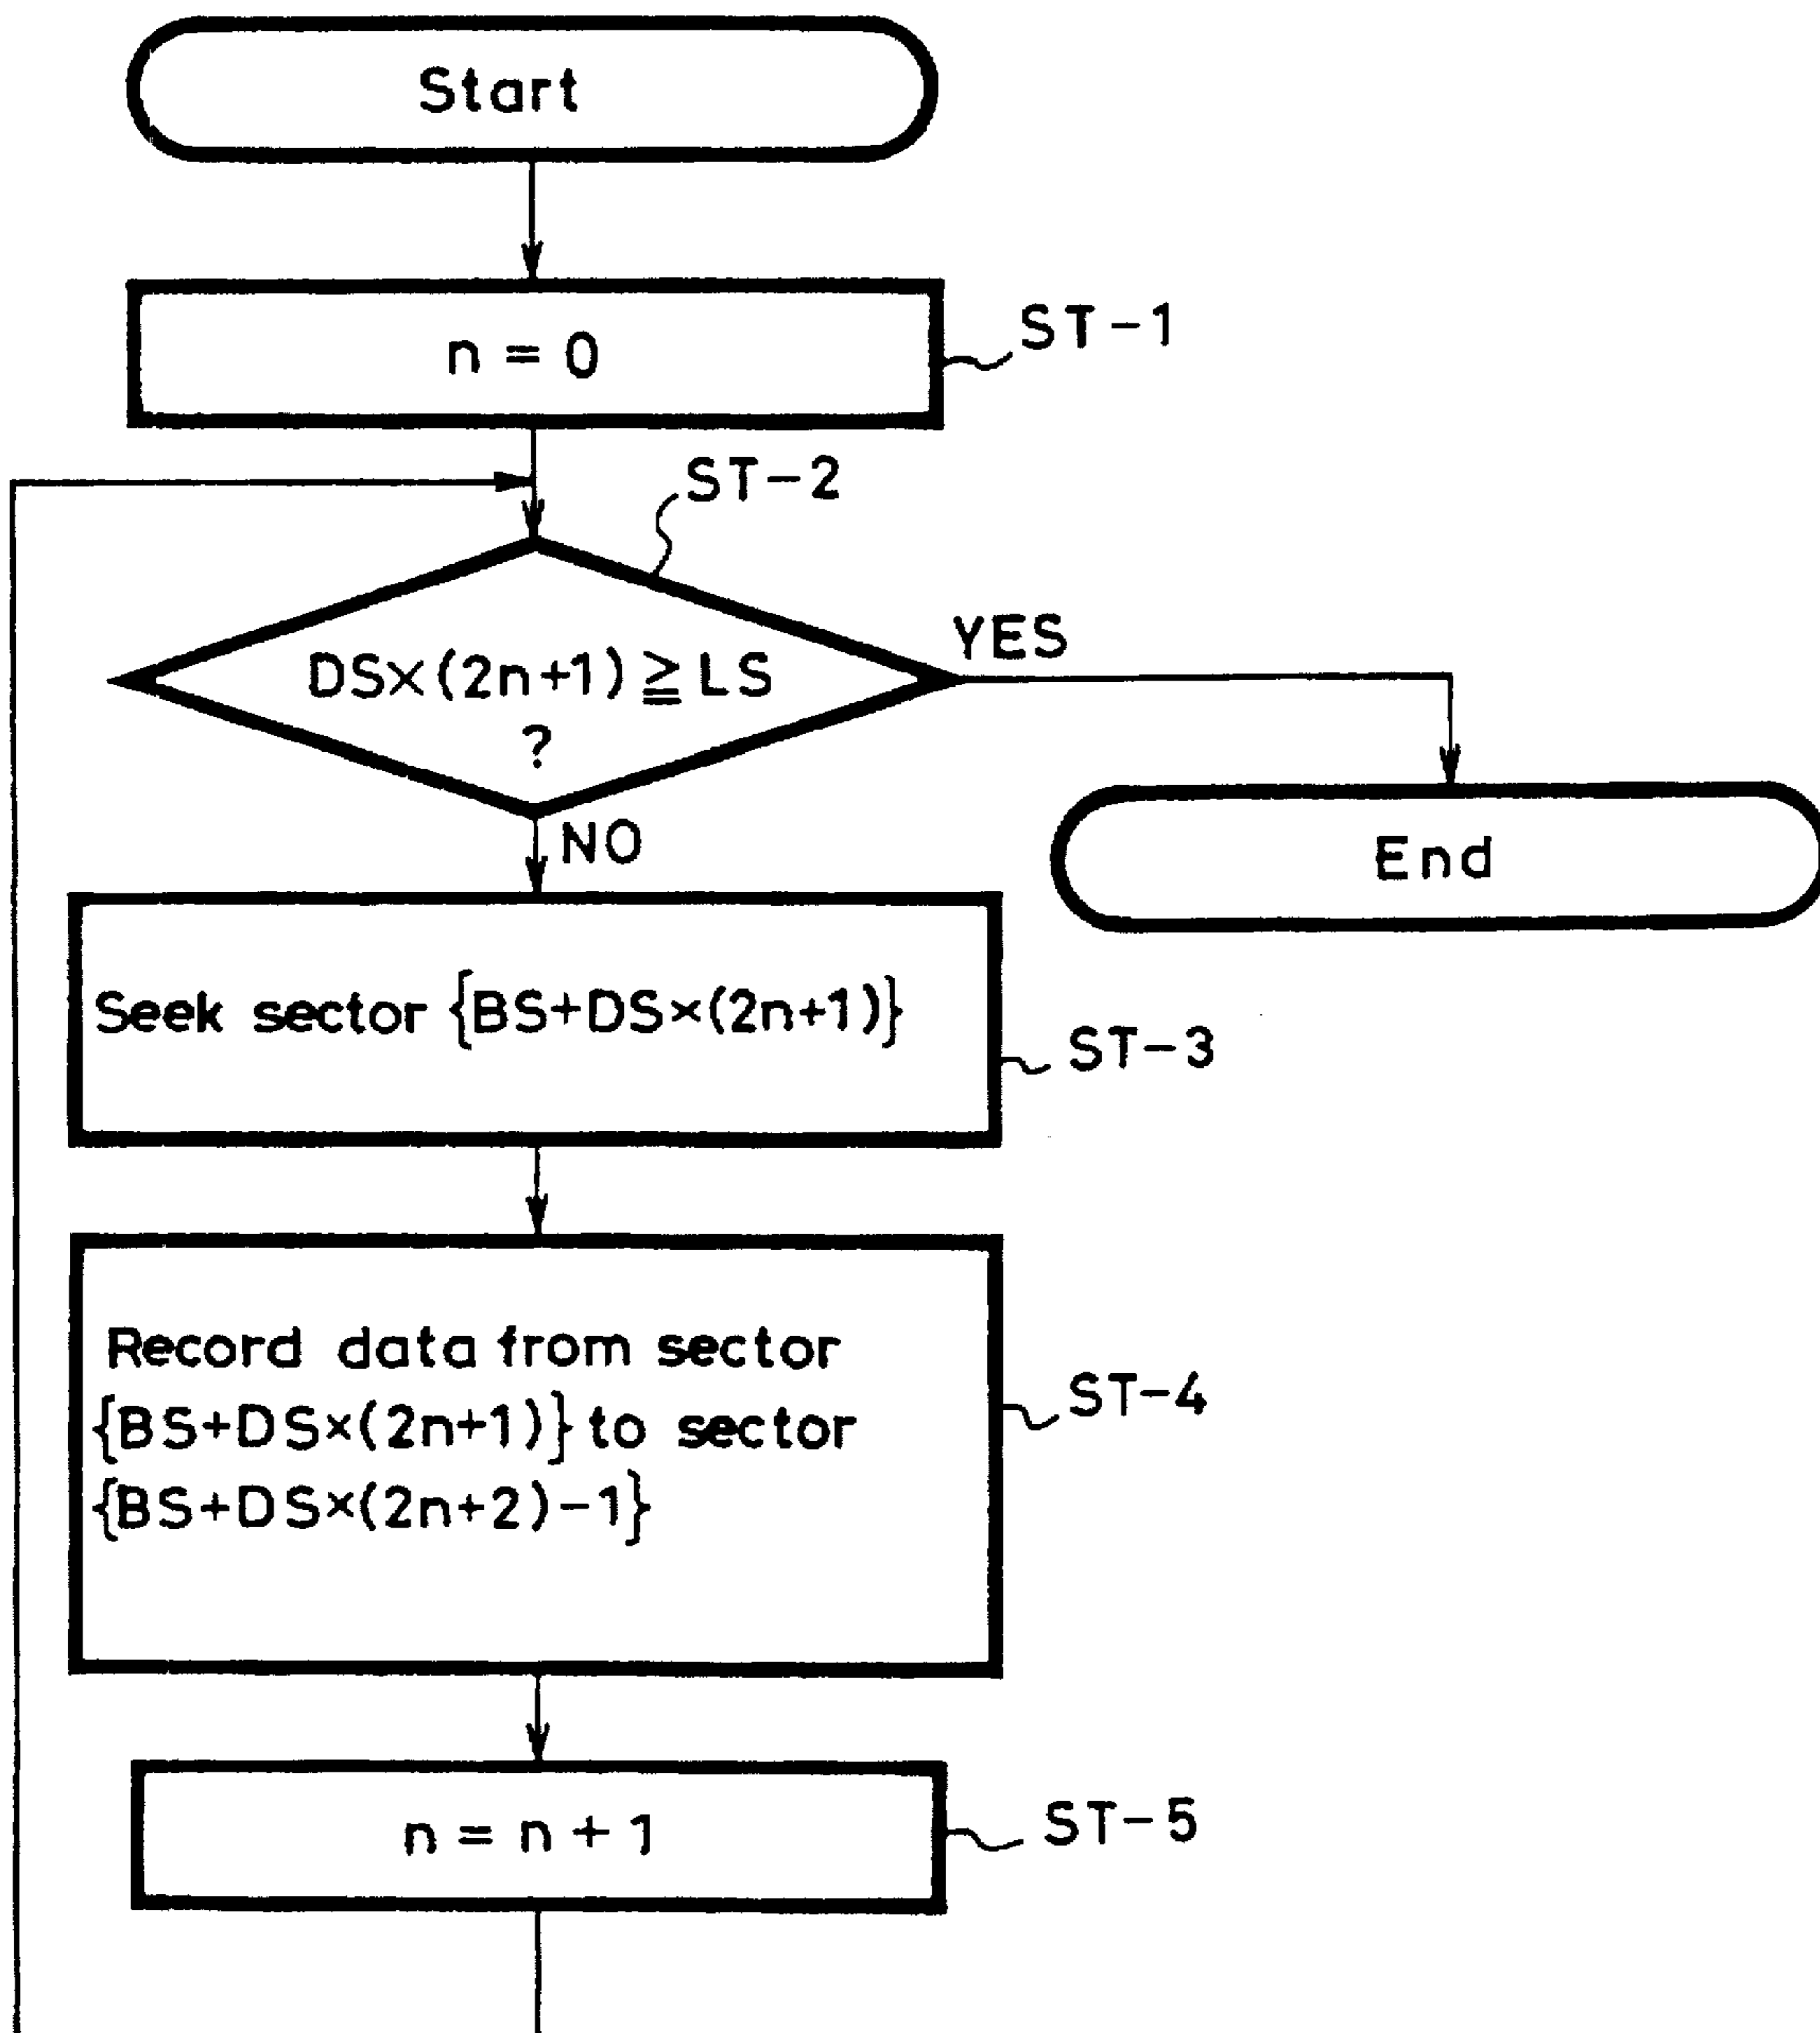 Start
n = 0
ST-1
ST-2
DS×(2n+1) ≧ LS
?
YES
NO
End
Seek sector {BS+DS×(2n+1)}
ST-3
Record data from sector
{BS+DS×(2n+1)} to sector
{BS+DS×(2n+2)-1}
ST-4
n = n + 1
ST-5